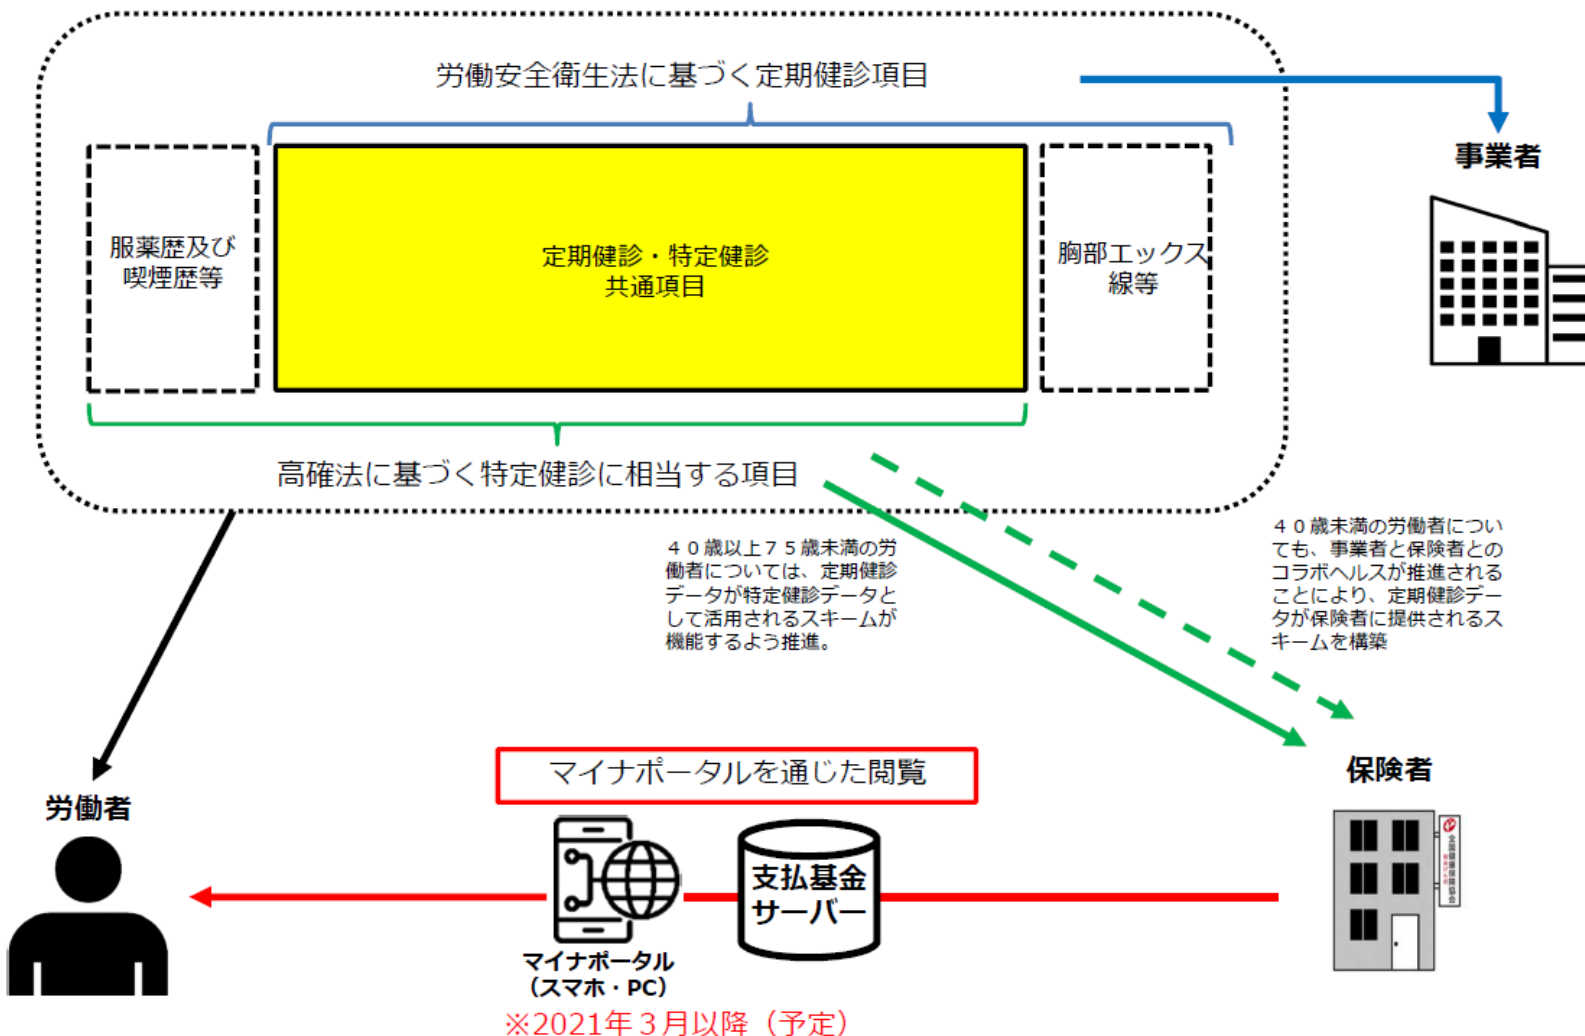 労働安全衛生法に基づく定期健診項目
事業者
服薬歴及び
喫煙歴等
定期健診・特定健診
共通項目
胸部エックス
線等
高確法に基づく特定健診に相当する項目
４０歳以上７５歳未満の労
働者については、定期健診
データが特定健診データと
して活用されるスキームが
機能するよう推進。
４０歳未満の労働者につい
ても、事業者と保険者との
コラボヘルスが推進される
ことにより、定期健診デー
タが保険者に提供されるス
キームを構築
労働者
マイナポータルを通じた閲覧
保険者
支払基金
サーバー
全国健康保険協会
マイナポータル
（スマホ・PC）
※2021年３月以降（予定）